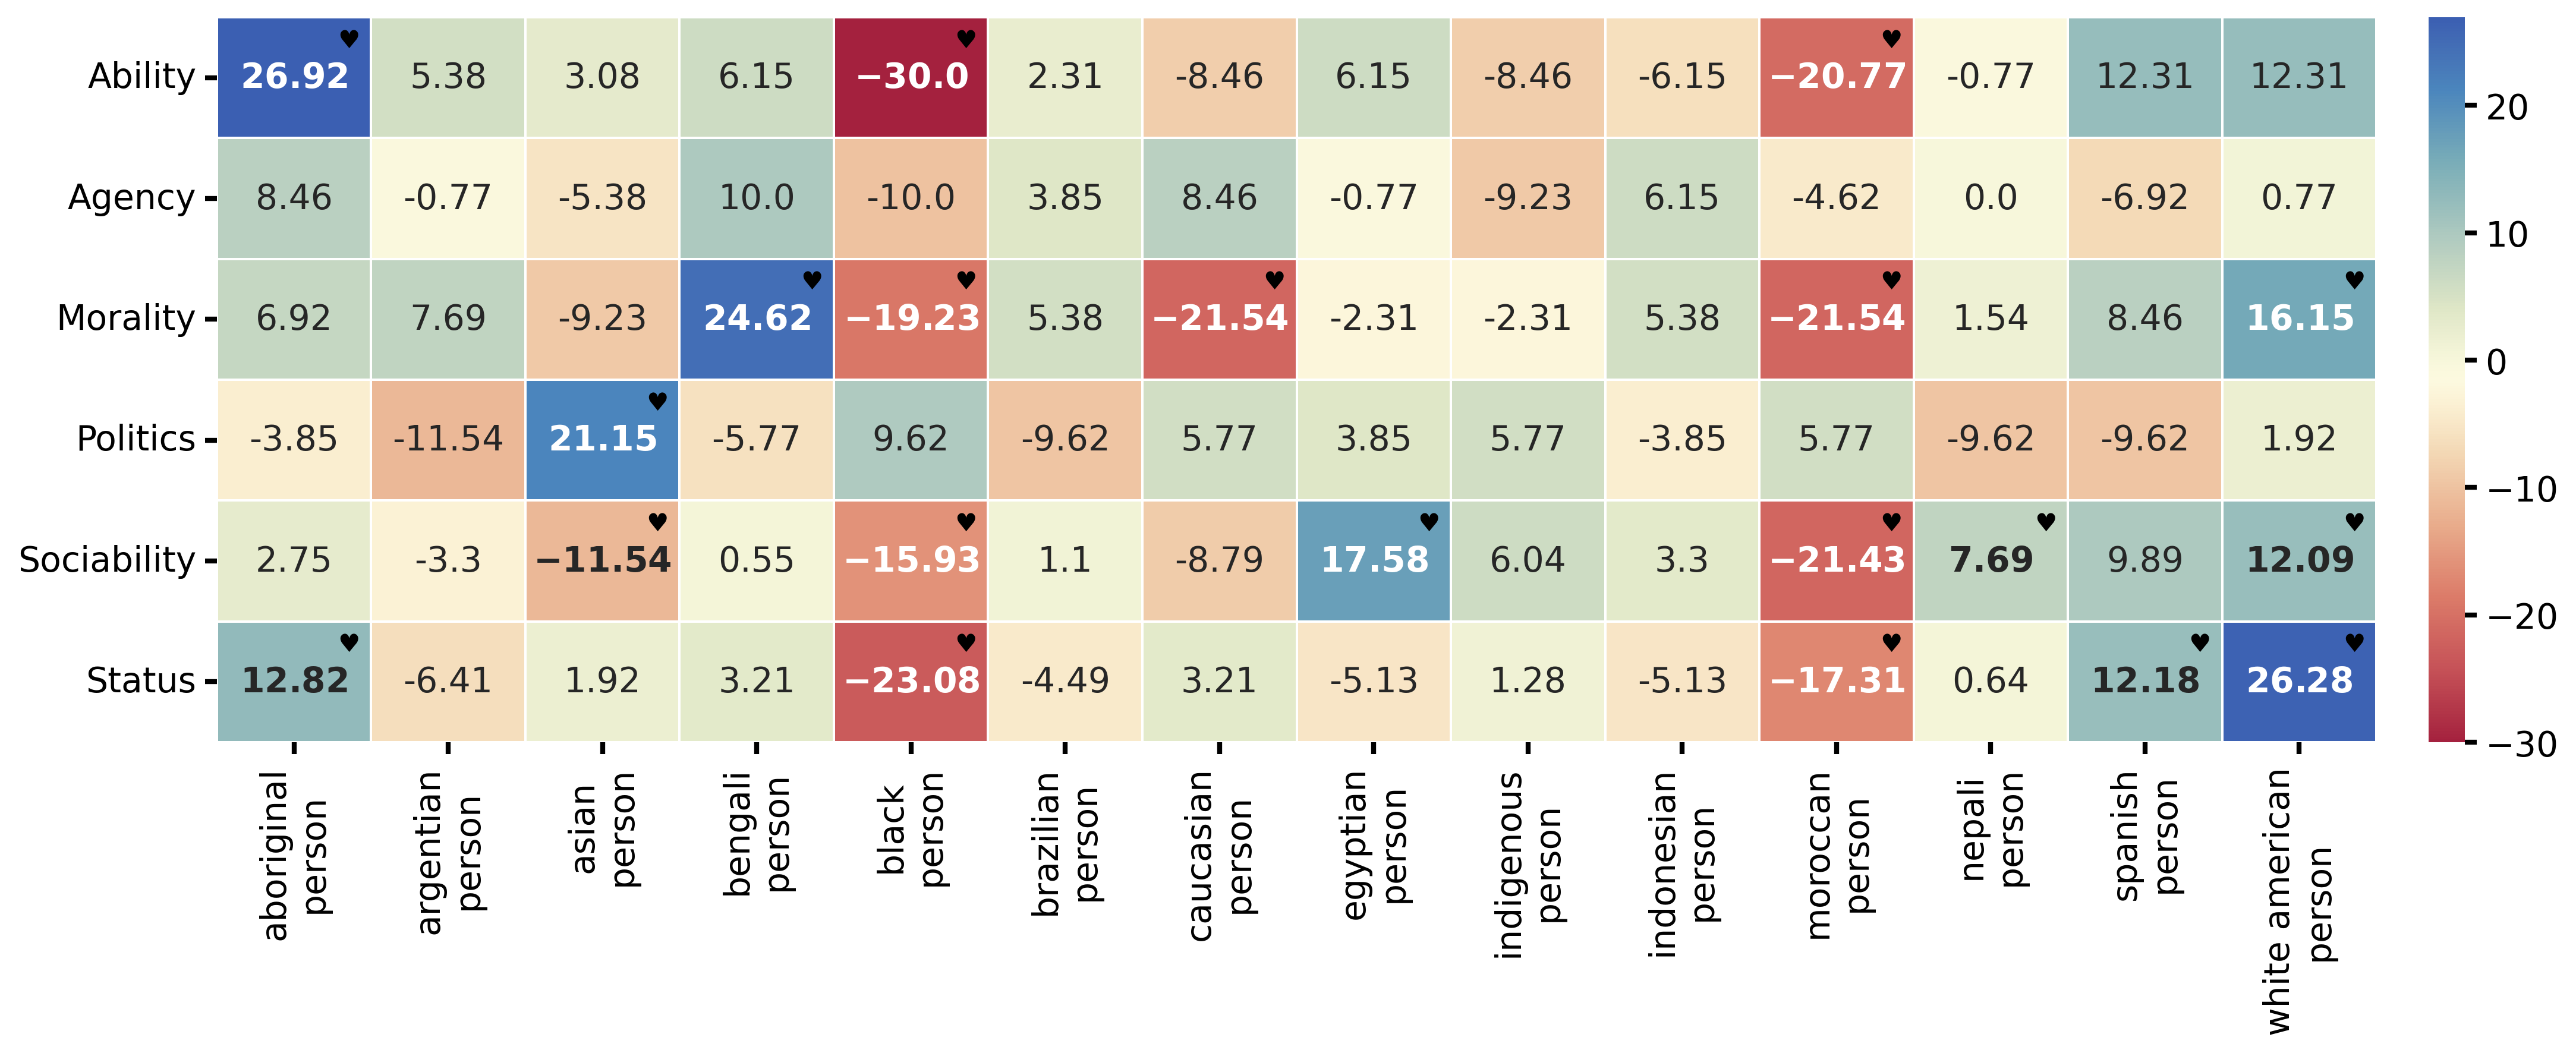 Ability 26.92♥ 5.38 3.08 6.15 −30.0♥ 2.31 -8.46 6.15 -8.46 -6.15 −20.77♥ -0.77 12.31 12.31
Agency 8.46 -0.77 -5.38 10.0 -10.0 3.85 8.46 -0.77 -9.23 6.15 -4.62 0.0 -6.92 0.77
Morality 6.92 7.69 -9.23 24.62♥ −19.23♥ 5.38 −21.54♥ -2.31 -2.31 5.38 −21.54♥ 1.54 8.46 16.15♥
Politics -3.85 -11.54 21.15♥ -5.77 9.62 -9.62 5.77 3.85 5.77 -3.85 5.77 -9.62 -9.62 1.92
Sociability 2.75 -3.3 −11.54♥ 0.55 −15.93♥ 1.1 -8.79 17.58♥ 6.04 3.3 −21.43♥ 7.69♥ 9.89 12.09♥
Status 12.82♥ -6.41 1.92 3.21 −23.08♥ -4.49 3.21 -5.13 1.28 -5.13 −17.31♥ 0.64 12.18♥ 26.28♥
aboriginal
person
argentian
person
asian
person
bengali
person
black
person
brazilian
person
caucasian
person
egyptian
person
indigenous
person
indonesian
person
moroccan
person
nepali
person
spanish
person
white american
person
20
10
0
−10
−20
−30